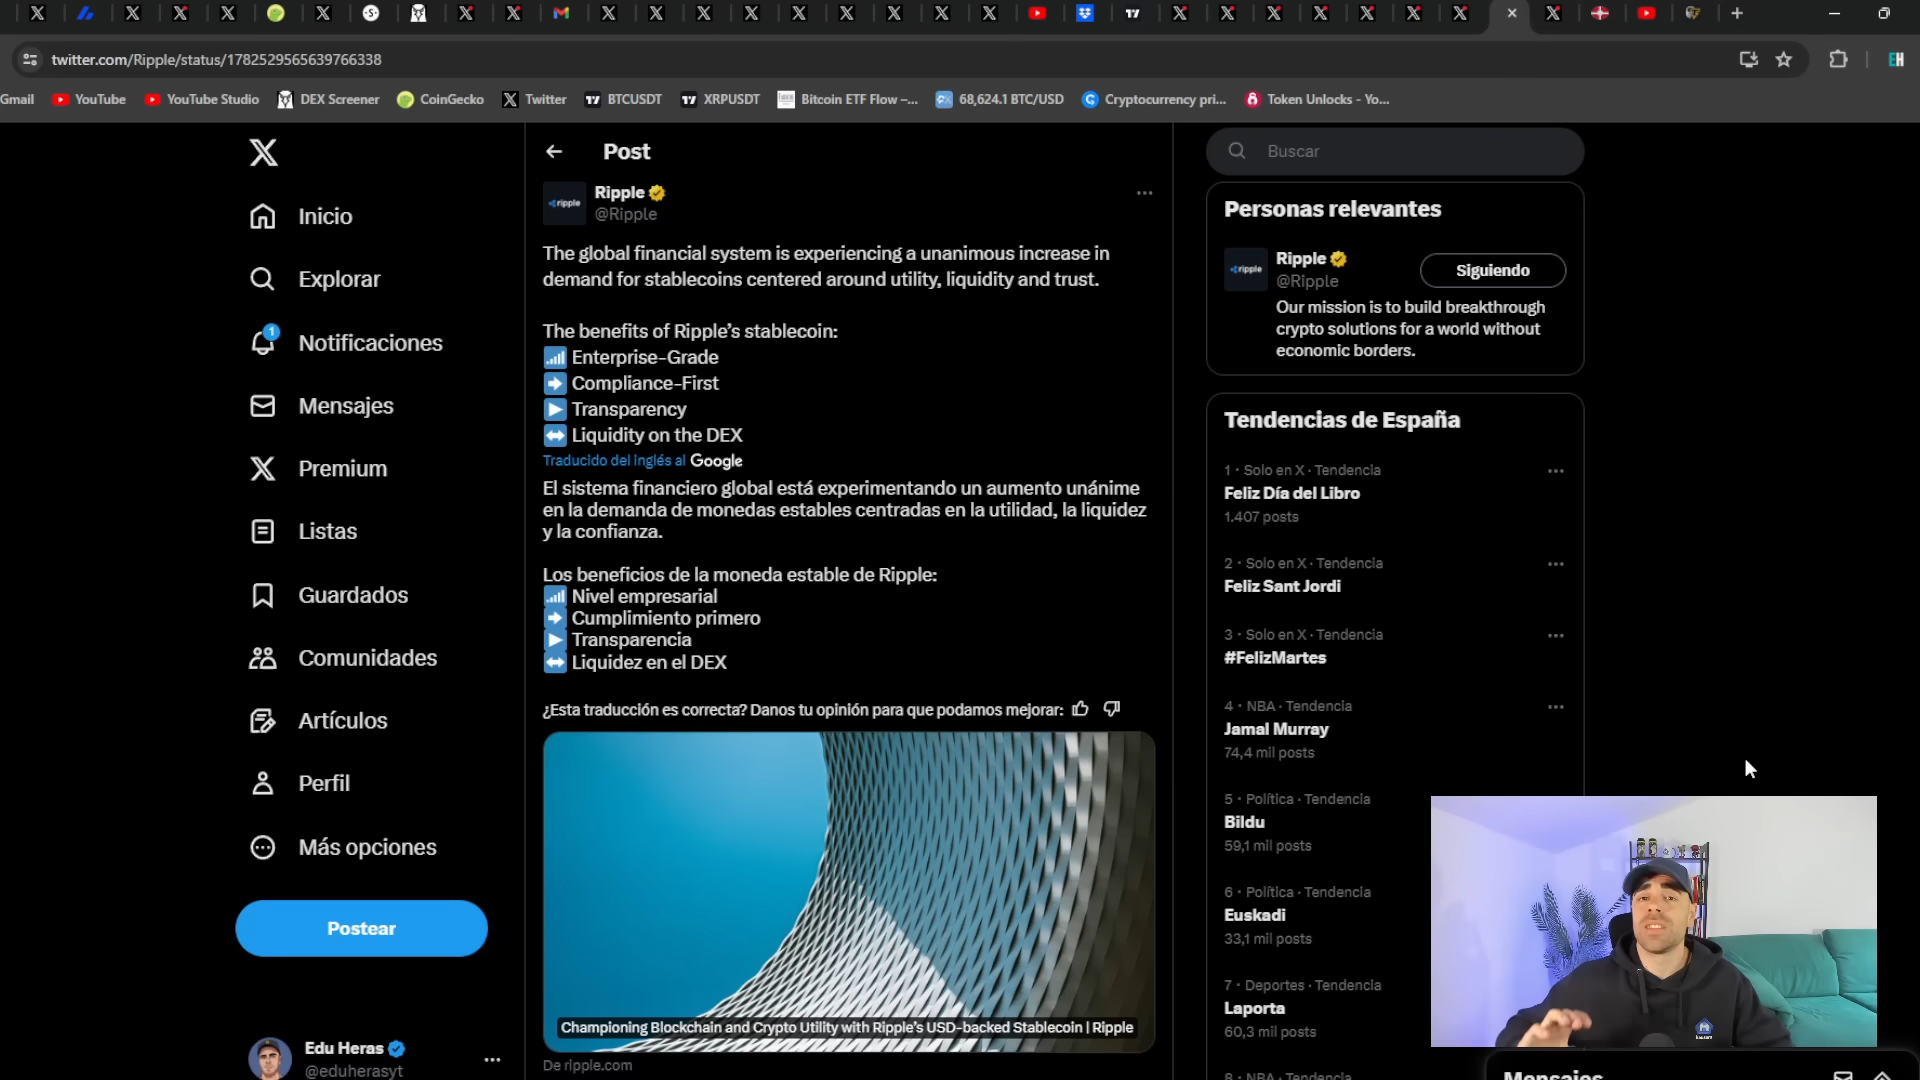 twitter.com/Ripple/status/1782529565639766338
EH
Gmail
YouTube
YouTube Studio
DEX Screener
CoinGecko
Twitter
BTCUSDT
XRPUSDT
Bitcoin ETF Flow –...
68,624.1 BTC/USD
Cryptocurrency pri...
Token Unlocks - Yo...
Inicio
Explorar
1
Notificaciones
Mensajes
Premium
Listas
Guardados
Comunidades
Artículos
Perfil
Más opciones
Postear
Edu Heras
@eduherasyt
Post
ripple
Ripple
@Ripple
The global financial system is experiencing a unanimous increase in
demand for stablecoins centered around utility, liquidity and trust.
The benefits of Ripple’s stablecoin:
Enterprise-Grade
Compliance-First
Transparency
Liquidity on the DEX
Traducido del inglés al Google
El sistema financiero global está experimentando un aumento unánime
en la demanda de monedas estables centradas en la utilidad, la liquidez
y la confianza.
Los beneficios de la moneda estable de Ripple:
Nivel empresarial
Cumplimiento primero
Transparencia
Liquidez en el DEX
¿Esta traducción es correcta? Danos tu opinión para que podamos mejorar:
Championing Blockchain and Crypto Utility with Ripple’s USD-backed Stablecoin | Ripple
De ripple.com
Buscar
Personas relevantes
ripple
Ripple
@Ripple
Siguiendo
Our mission is to build breakthrough
crypto solutions for a world without
economic borders.
Tendencias de España
1 · Solo en X · Tendencia
Feliz Día del Libro
1.407 posts
2 · Solo en X · Tendencia
Feliz Sant Jordi
3 · Solo en X · Tendencia
#FelizMartes
4 · NBA · Tendencia
Jamal Murray
74,4 mil posts
5 · Política · Tendencia
Bildu
59,1 mil posts
6 · Política · Tendencia
Euskadi
33,1 mil posts
7 · Deportes · Tendencia
Laporta
60,3 mil posts
8 · NBA · Tendencia
Mensajes